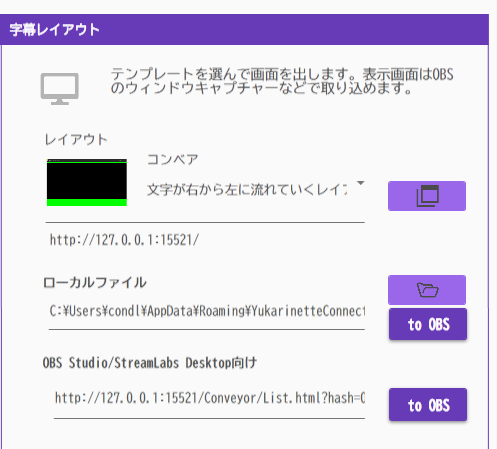 字幕レイアウト
テンプレートを選んで画面を出します。表示画面はOBS
のウィンドウキャプチャーなどで取り込めます。
レイアウト
コンベア
文字が右から左に流れていくレイ
http://127.0.0.1:15521/
ローカルファイル
C:¥Users¥condl¥AppData¥Roaming¥YukarinetteConnect
to OBS
OBS Studio/StreamLabs Desktop向け
http://127.0.0.1:15521/Conveyor/List.html?hash=
to OBS